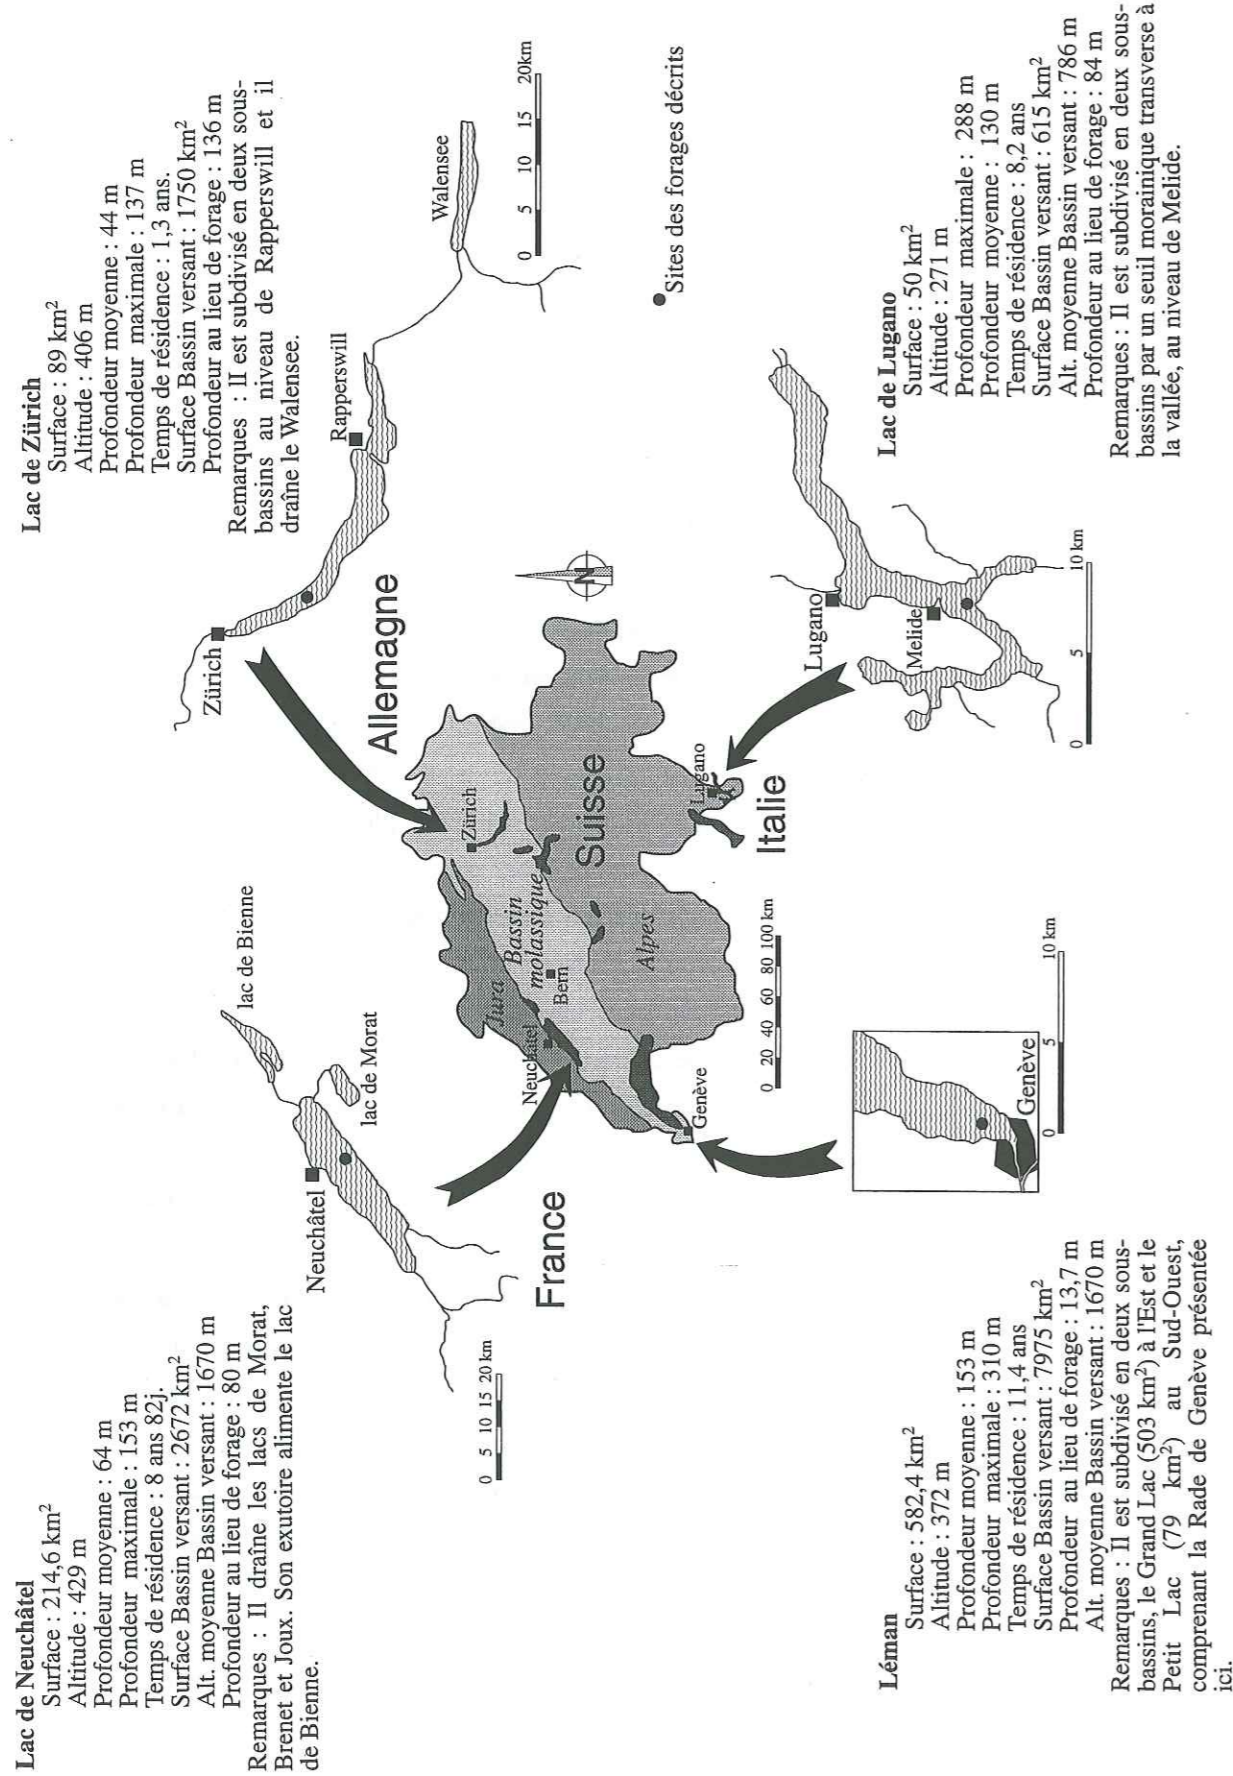 Lac de Neuchâtel
Surface : 214,6 km²
Altitude : 429 m
Profondeur moyenne : 64 m
Profondeur maximale : 153 m
Temps de résidence : 8 ans 82j.
Surface Bassin versant : 2672 km²
Alt. moyenne Bassin versant : 1670 m
Profondeur au lieu de forage : 80 m
Remarques : Il draîne les lacs de Morat,
Brenet et Joux. Son exutoire alimente le lac
de Bienne.
lac de Bienne
lac de Morat
Neuchâtel
0 5 10 15 20 km
Lac de Zürich
Surface : 89 km²
Altitude : 406 m
Profondeur moyenne : 44 m
Profondeur maximale : 137 m
Temps de résidence : 1,3 ans.
Surface Bassin versant : 1750 km²
Profondeur au lieu de forage : 136 m
Remarques : Il est subdivisé en deux sous-
bassins au niveau de Rapperswill et il
draîne le Walensee.
Zürich
Rapperswill
Walensee
0 5 10 15 20km
Sites des forages décrits
France
Allemagne
Italie
Suisse
Jura
Bassin
molassique
Alpes
Zürich
Bern
Neuchâtel
Genève
Lugano
N
0 20 40 60 80 100 km
Léman
Surface : 582,4 km²
Altitude : 372 m
Profondeur moyenne : 153 m
Profondeur maximale : 310 m
Temps de résidence : 11,4 ans
Surface Bassin versant : 7975 km²
Profondeur au lieu de forage : 13,7 m
Alt. moyenne Bassin versant : 1670 m
Remarques : Il est subdivisé en deux sous-
bassins, le Grand Lac (503 km²) à l'Est et le
Petit Lac (79 km²) au Sud-Ouest,
comprenant la Rade de Genève présentée
ici.
Genève
0 5 10 km
Lugano
Melide
0 5 10 km
Lac de Lugano
Surface : 50 km²
Altitude : 271 m
Profondeur maximale : 288 m
Profondeur moyenne : 130 m
Temps de résidence : 8,2 ans
Surface Bassin versant : 615 km²
Alt. moyenne Bassin versant : 786 m
Profondeur au lieu de forage : 84 m
Remarques : Il est subdivisé en deux sous-
bassins par un seuil morainique transverse à
la vallée, au niveau de Melide.